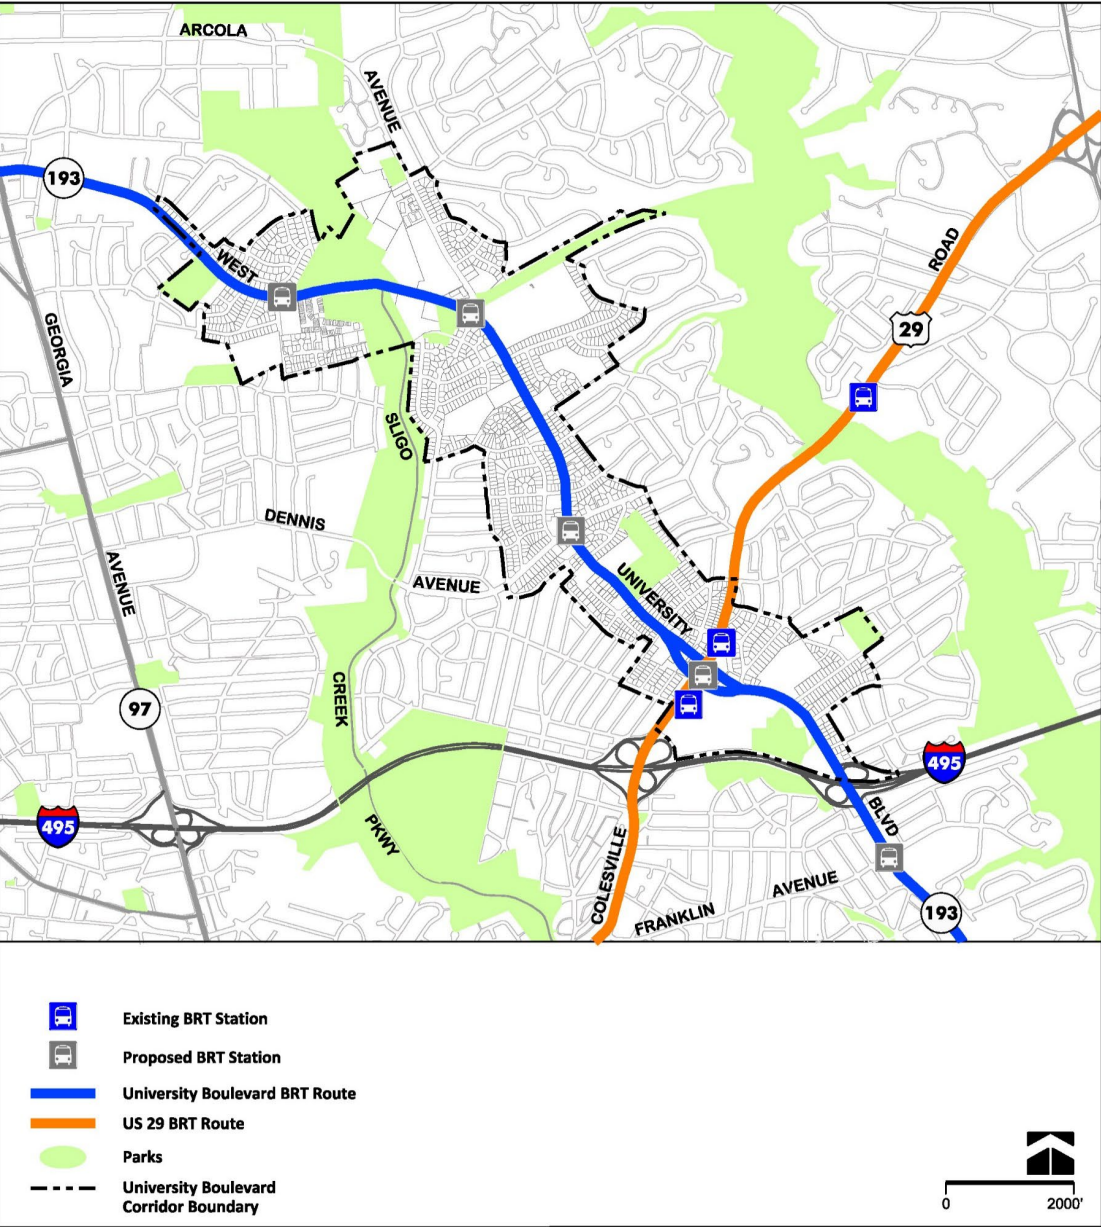 ARCOLA
AVENUE
193
WEST
ROAD
29
GEORGIA
SLIGO
DENNIS
AVENUE
AVENUE
UNIVERSITY
CREEK
97
495
495
BLVD
PKWY
COLESVILLE
AVENUE
FRANKLIN
193
Existing BRT Station
Proposed BRT Station
University Boulevard BRT Route
US 29 BRT Route
Parks
University Boulevard
Corridor Boundary
0 2000'